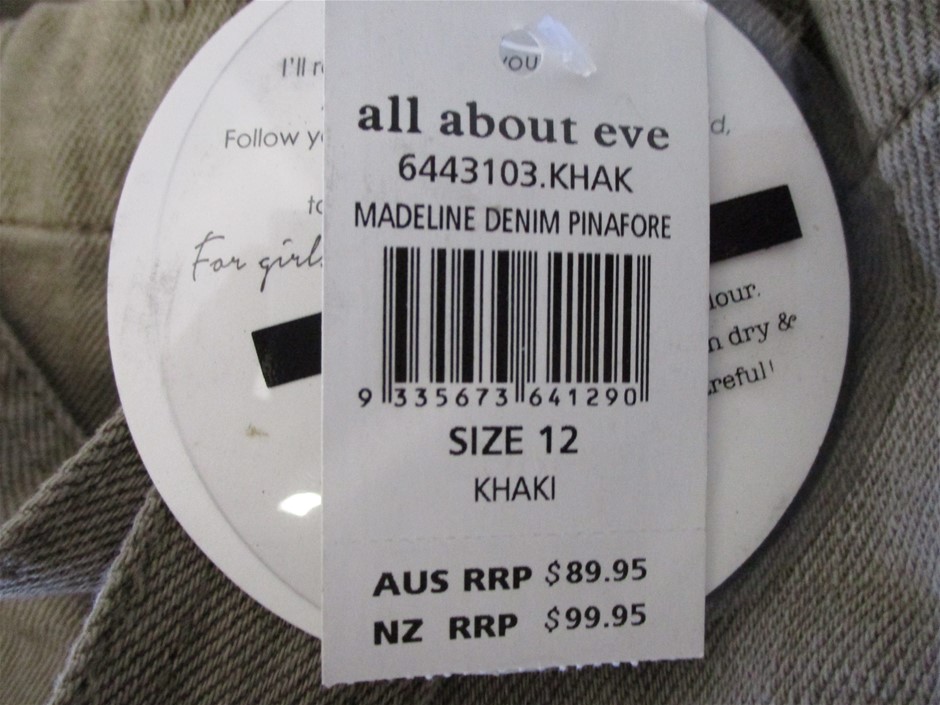 YOU
all about eve
6443103.KHAK
MADELINE DENIM PINAFORE
9 335673 641290
SIZE 12
KHAKI
AUS RRP $89.95
NZ RRP $99.95
I'll
Follow
For
dry &